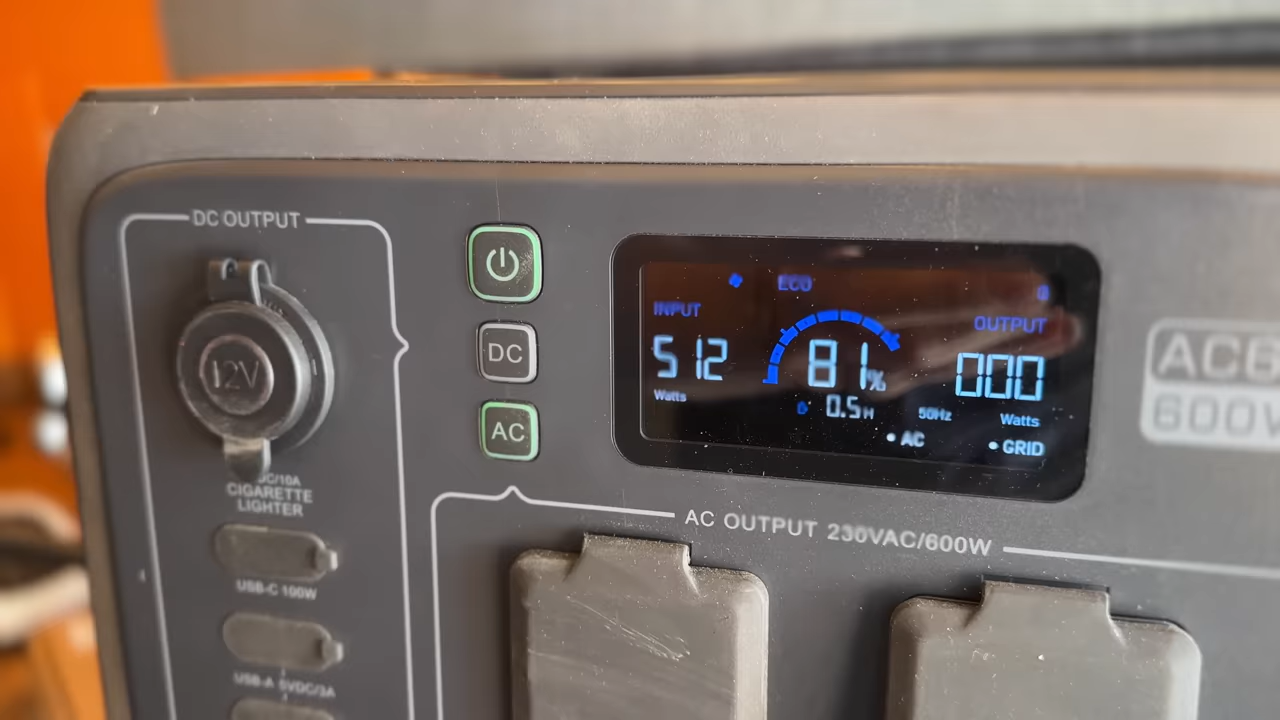 DC OUTPUT
12V
DC/10A
CIGARETTE
LIGHTER
USB-C 100W
USB-A 5VDC/3A
DC
AC
ECO
INPUT
512
Watts
81%
0.5H
OUTPUT
000
Watts
50Hz
AC
GRID
AC OUTPUT 230VAC/600W
600W